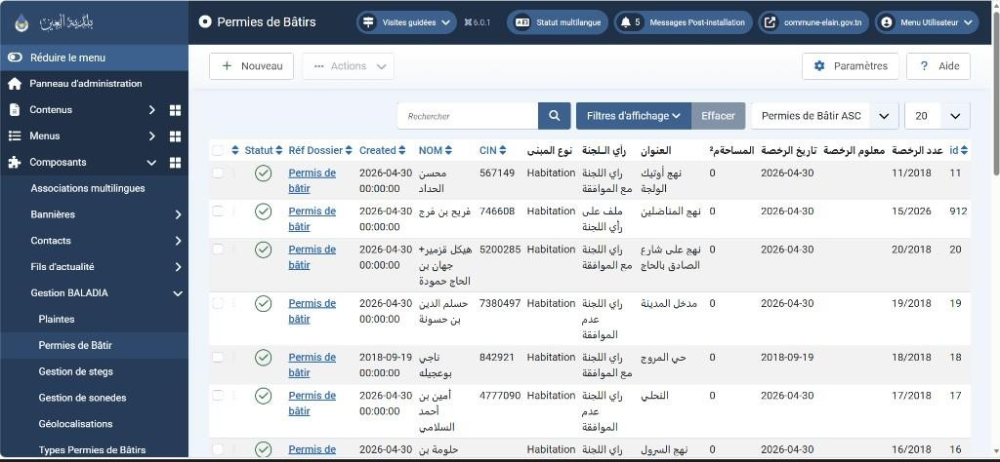 بلدية العين
Permies de Bâtirs
Visites guidées
6.0.1
Statut multilangue
5 Messages Post-installation
commune-elain.gov.tn
Menu Utilisateur
Réduire le menu
Panneau d'administration
Contenus
Menus
Composants
Associations multilingues
Bannières
Contacts
Fils d'actualité
Gestion BALADIA
Plaintes
Permies de Bâtir
Gestion de stegs
Gestion de sonedes
Géolocalisations
Types Permies de Bâtirs
+ Nouveau
··· Actions
Paramètres
? Aide
Rechercher
Filtres d'affichage
Effacer
Permies de Bâtir ASC
20
Statut Réf Dossier Created NOM CIN نوع المبنى رأي اللجنة العنوان المساحةم² تاريخ الرخصة معلوم الرخصة عدد الرخصة id
Permis de bâtir 2026-04-30 00:00:00 محسن الحداد 567149 Habitation راي اللجنة مع الموافقة نهج أوتيك الولجة 0 2026-04-30 11/2018 11
Permis de bâtir 2026-04-30 00:00:00 فريح بن فرج 746608 Habitation ملف على رأي اللجنة نهج المناضلين 0 2026-04-30 15/2026 912
Permis de bâtir 2026-04-30 00:00:00 هيكل قزمير+ جهان بن الحاج حمودة 5200285 Habitation راي اللجنة مع الموافقة نهج على شارع الصادق بالحاج 0 2026-04-30 20/2018 20
Permis de bâtir 2026-04-30 00:00:00 حسلم الدين بن حسونة 7380497 Habitation راي اللجنة عدم الموافقة مدخل المدينة 0 2026-04-30 19/2018 19
Permis de bâtir 2018-09-19 00:00:00 ناجي بوعجيله 842921 Habitation راي اللجنة مع الموافقة حي المروج 0 2018-09-19 18/2018 18
Permis de bâtir 2026-04-30 00:00:00 أمين بن أحمد السلامي 4777090 Habitation راي اللجنة عدم الموافقة النحلي 0 2026-04-30 17/2018 17
Permis de 2026-04-30 حلومة بن Habitation راي اللجنة نهج السرول 0 2026-04-30 16/2018 16